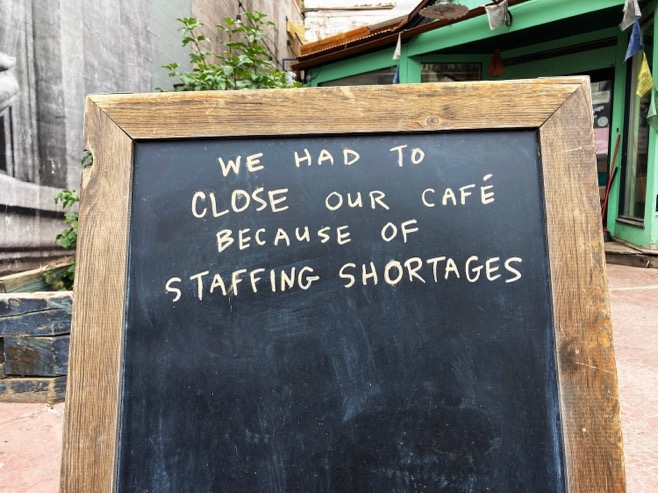 WE HAD TO
CLOSE OUR CAFÉ
BECAUSE OF
STAFFING SHORTAGES